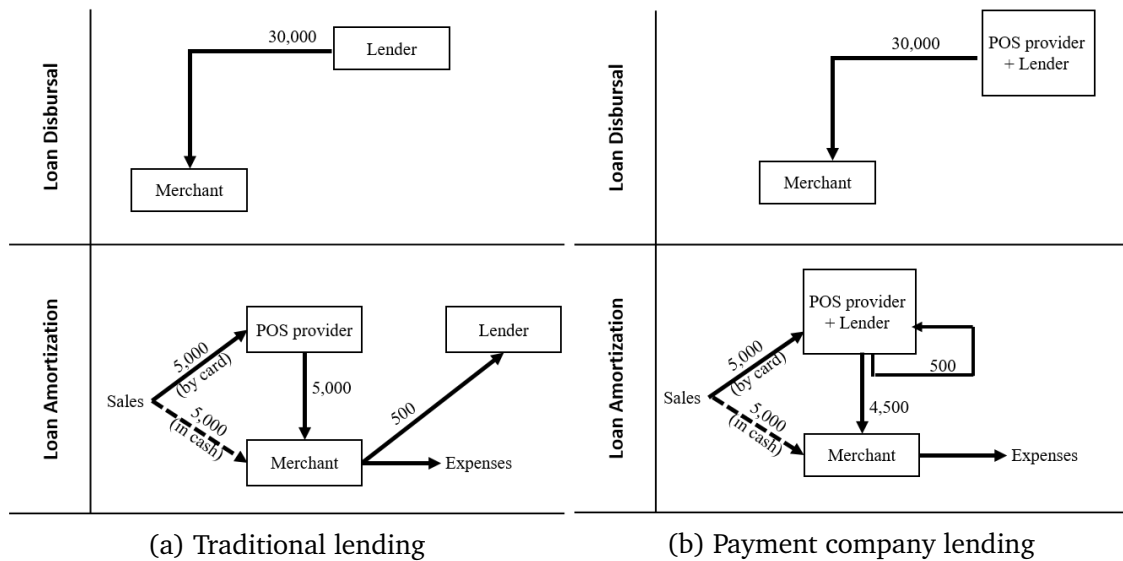 Loan Disbursal
30,000
Lender
Merchant
Loan Amortization
POS provider
Lender
5,000
(by card)
5,000
500
Sales
5,000
(in cash)
Merchant
Expenses
(a) Traditional lending
Loan Disbursal
30,000
POS provider
+ Lender
Merchant
Loan Amortization
POS provider
+ Lender
5,000
(by card)
500
4,500
Sales
5,000
(in cash)
Merchant
Expenses
(b) Payment company lending